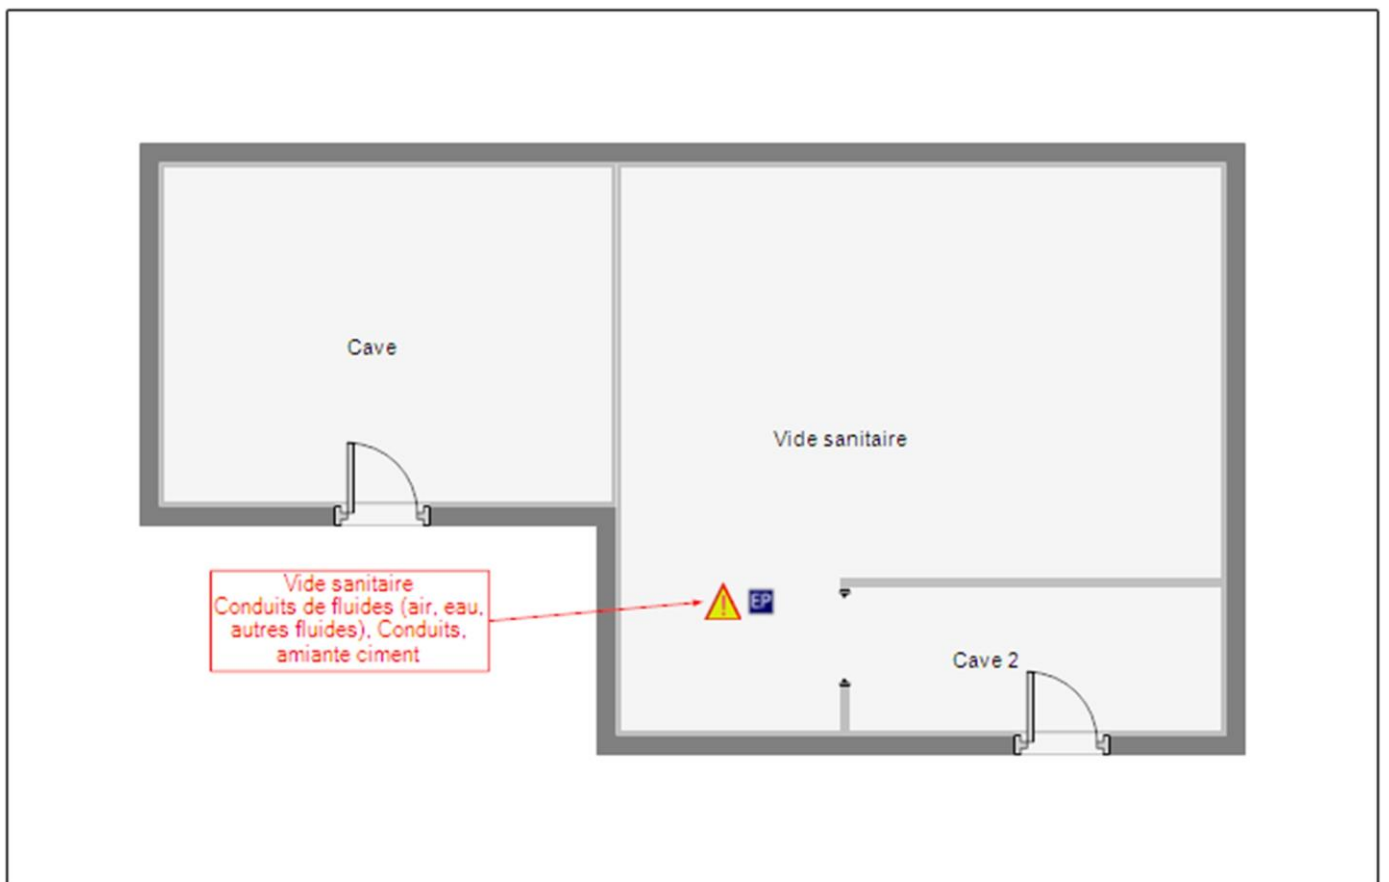 Cave
Vide sanitaire
Vide sanitaire
Conduits de fluides (air, eau,
autres fluides), Conduits,
amiante ciment
EP
Cave 2